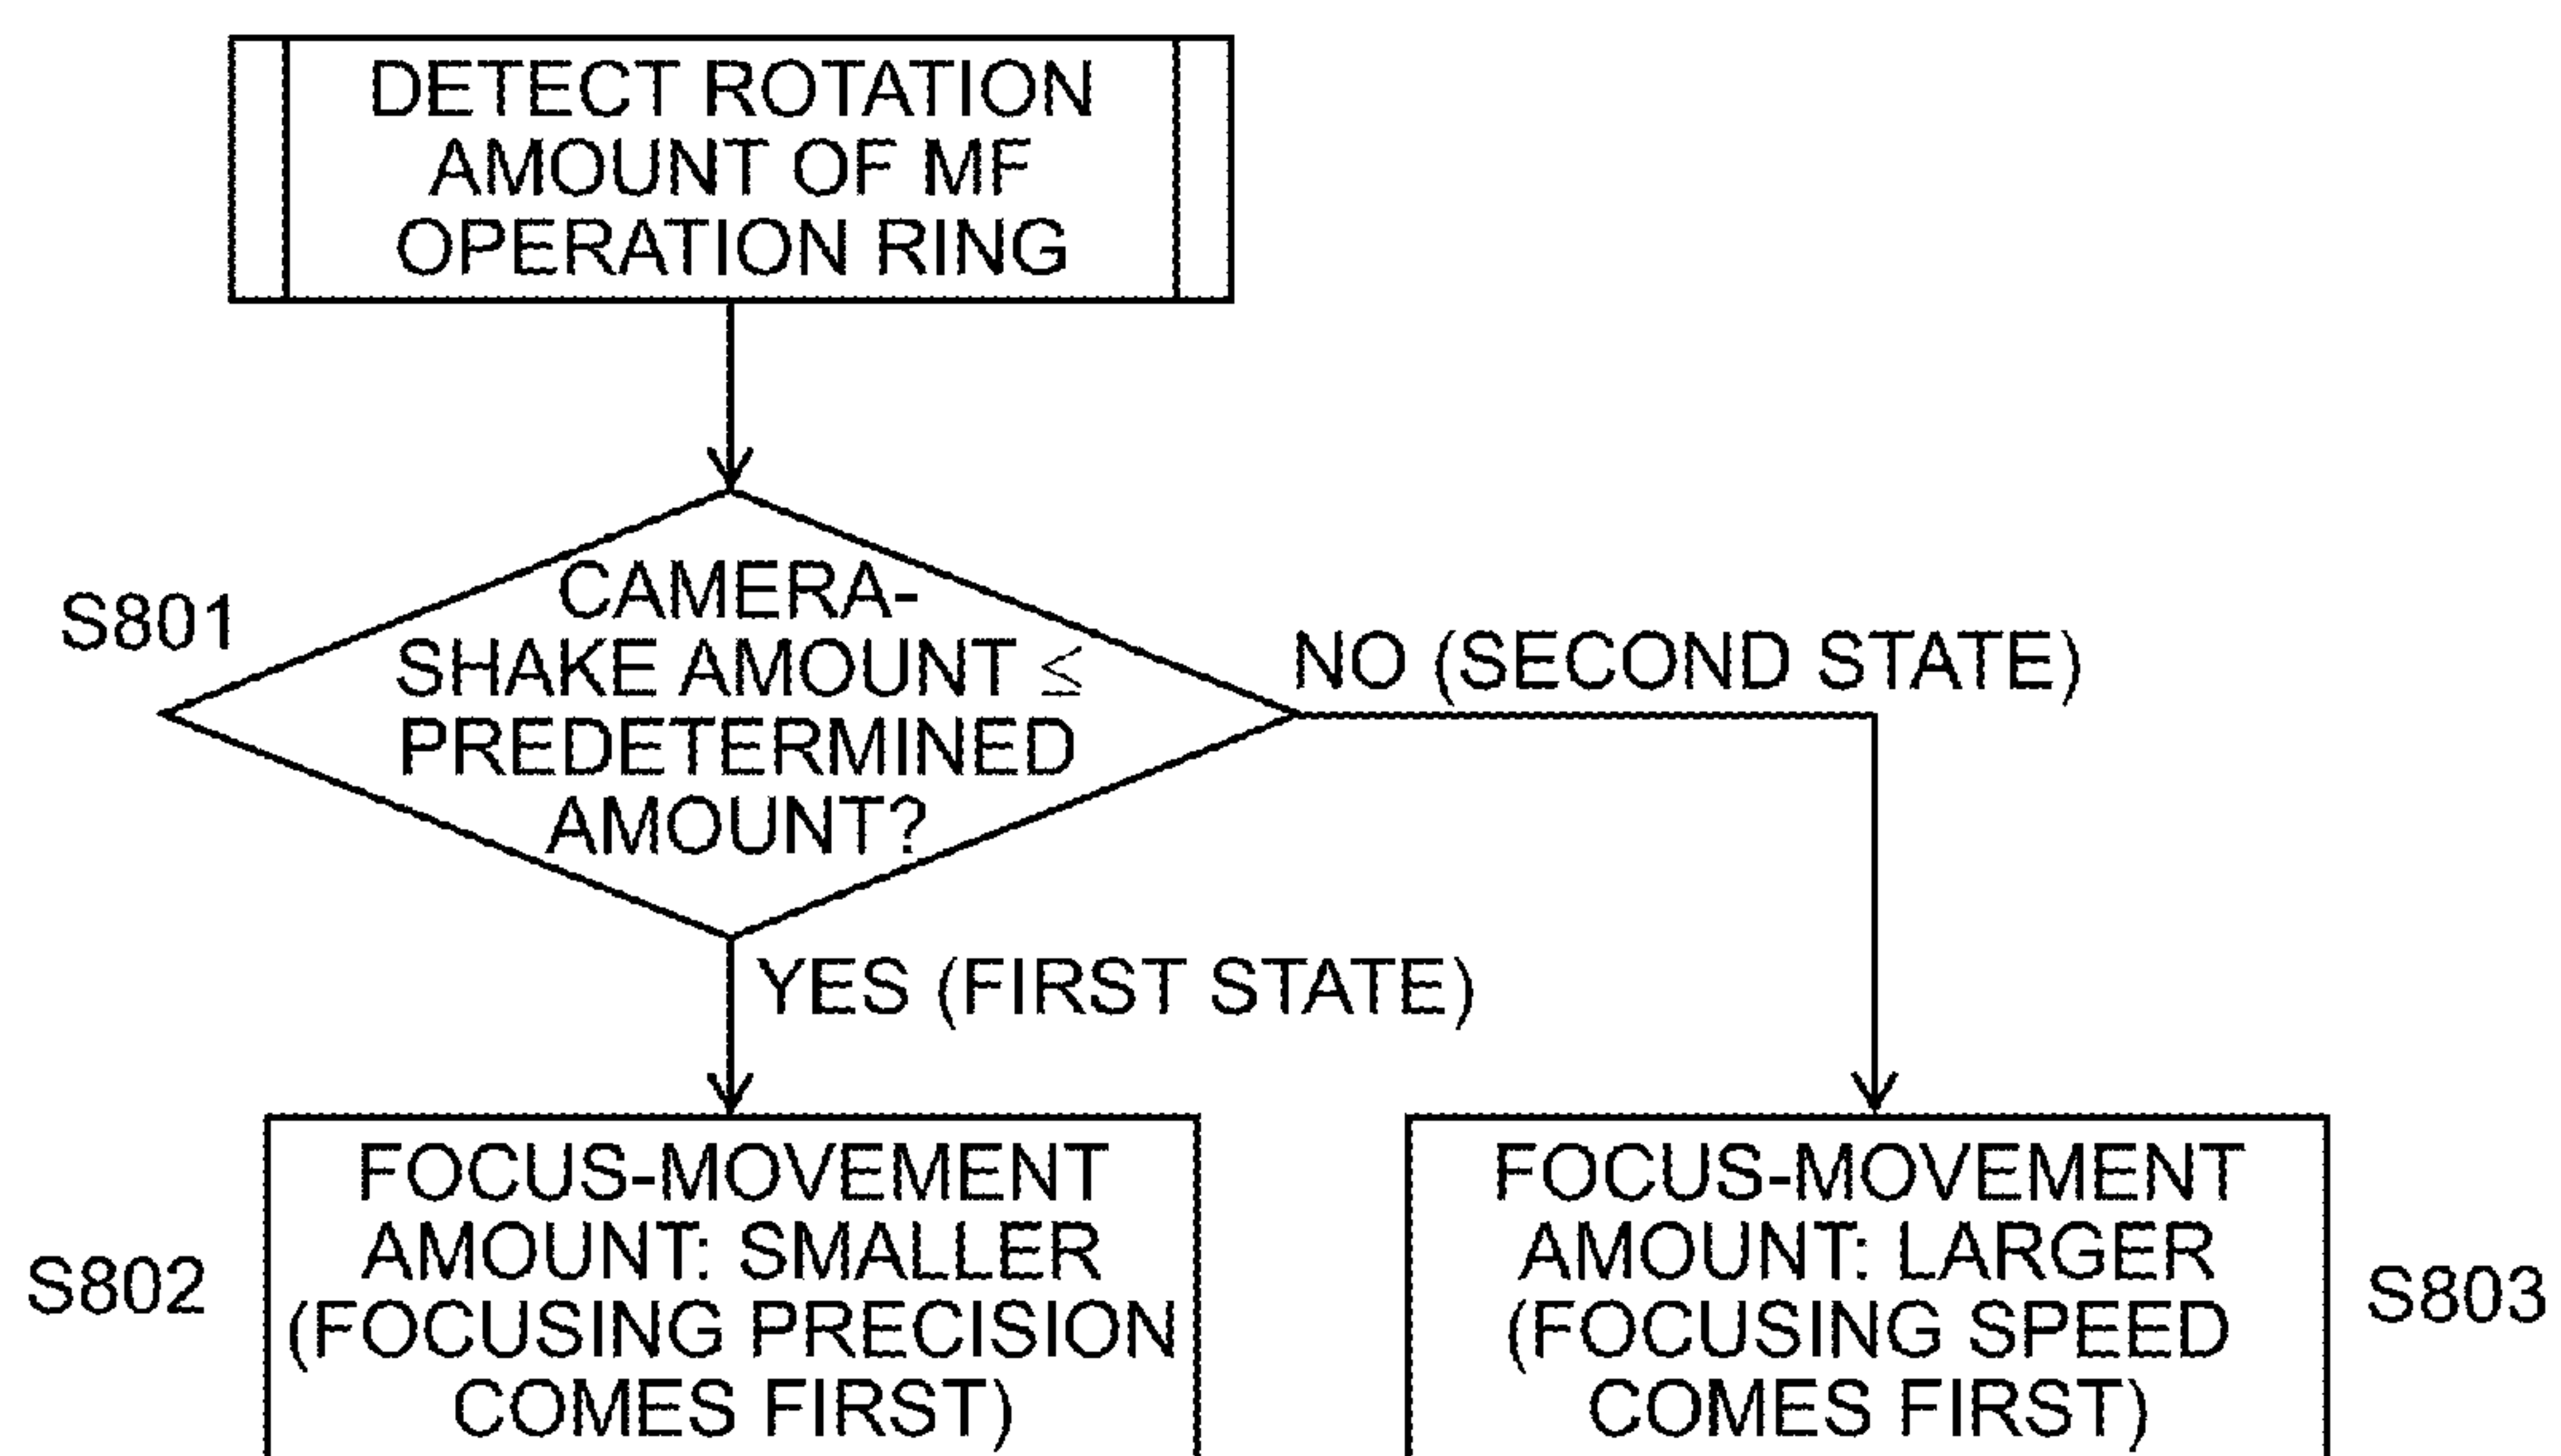 DETECT ROTATION
AMOUNT OF MF
OPERATION RING
S801
CAMERA-
SHAKE AMOUNT ≤
PREDETERMINED
AMOUNT?
NO (SECOND STATE)
YES (FIRST STATE)
S802
FOCUS-MOVEMENT
AMOUNT: SMALLER
(FOCUSING PRECISION
COMES FIRST)
FOCUS-MOVEMENT
AMOUNT: LARGER
(FOCUSING SPEED
COMES FIRST)
S803